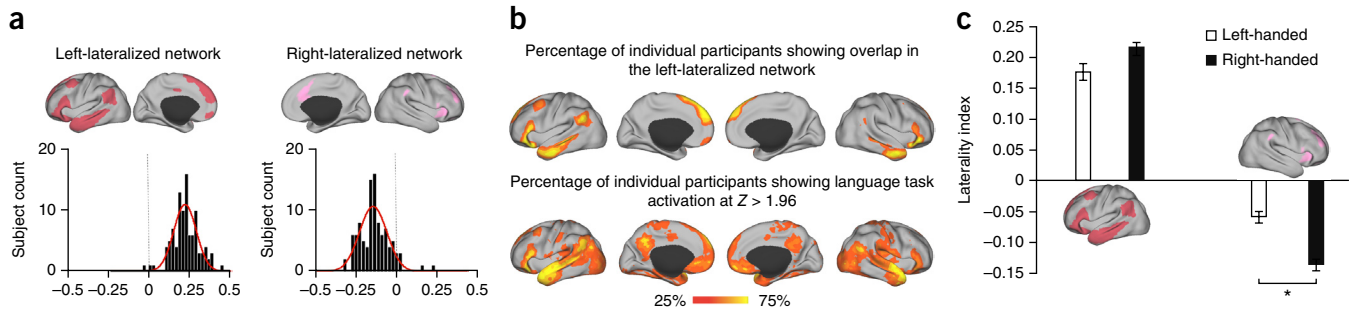 a
Left-lateralized network
Right-lateralized network
Subject count
20
10
0
–0.5
–0.25
0
0.25
0.5
Subject count
20
10
0
–0.5
–0.25
0
0.25
0.5
b
Percentage of individual participants showing overlap in
the left-lateralized network
Percentage of individual participants showing language task
activation at Z > 1.96
25%
75%
c
Left-handed
Right-handed
Laterality index
0.25
0.20
0.15
0.10
0.05
0
–0.05
–0.10
–0.15
*